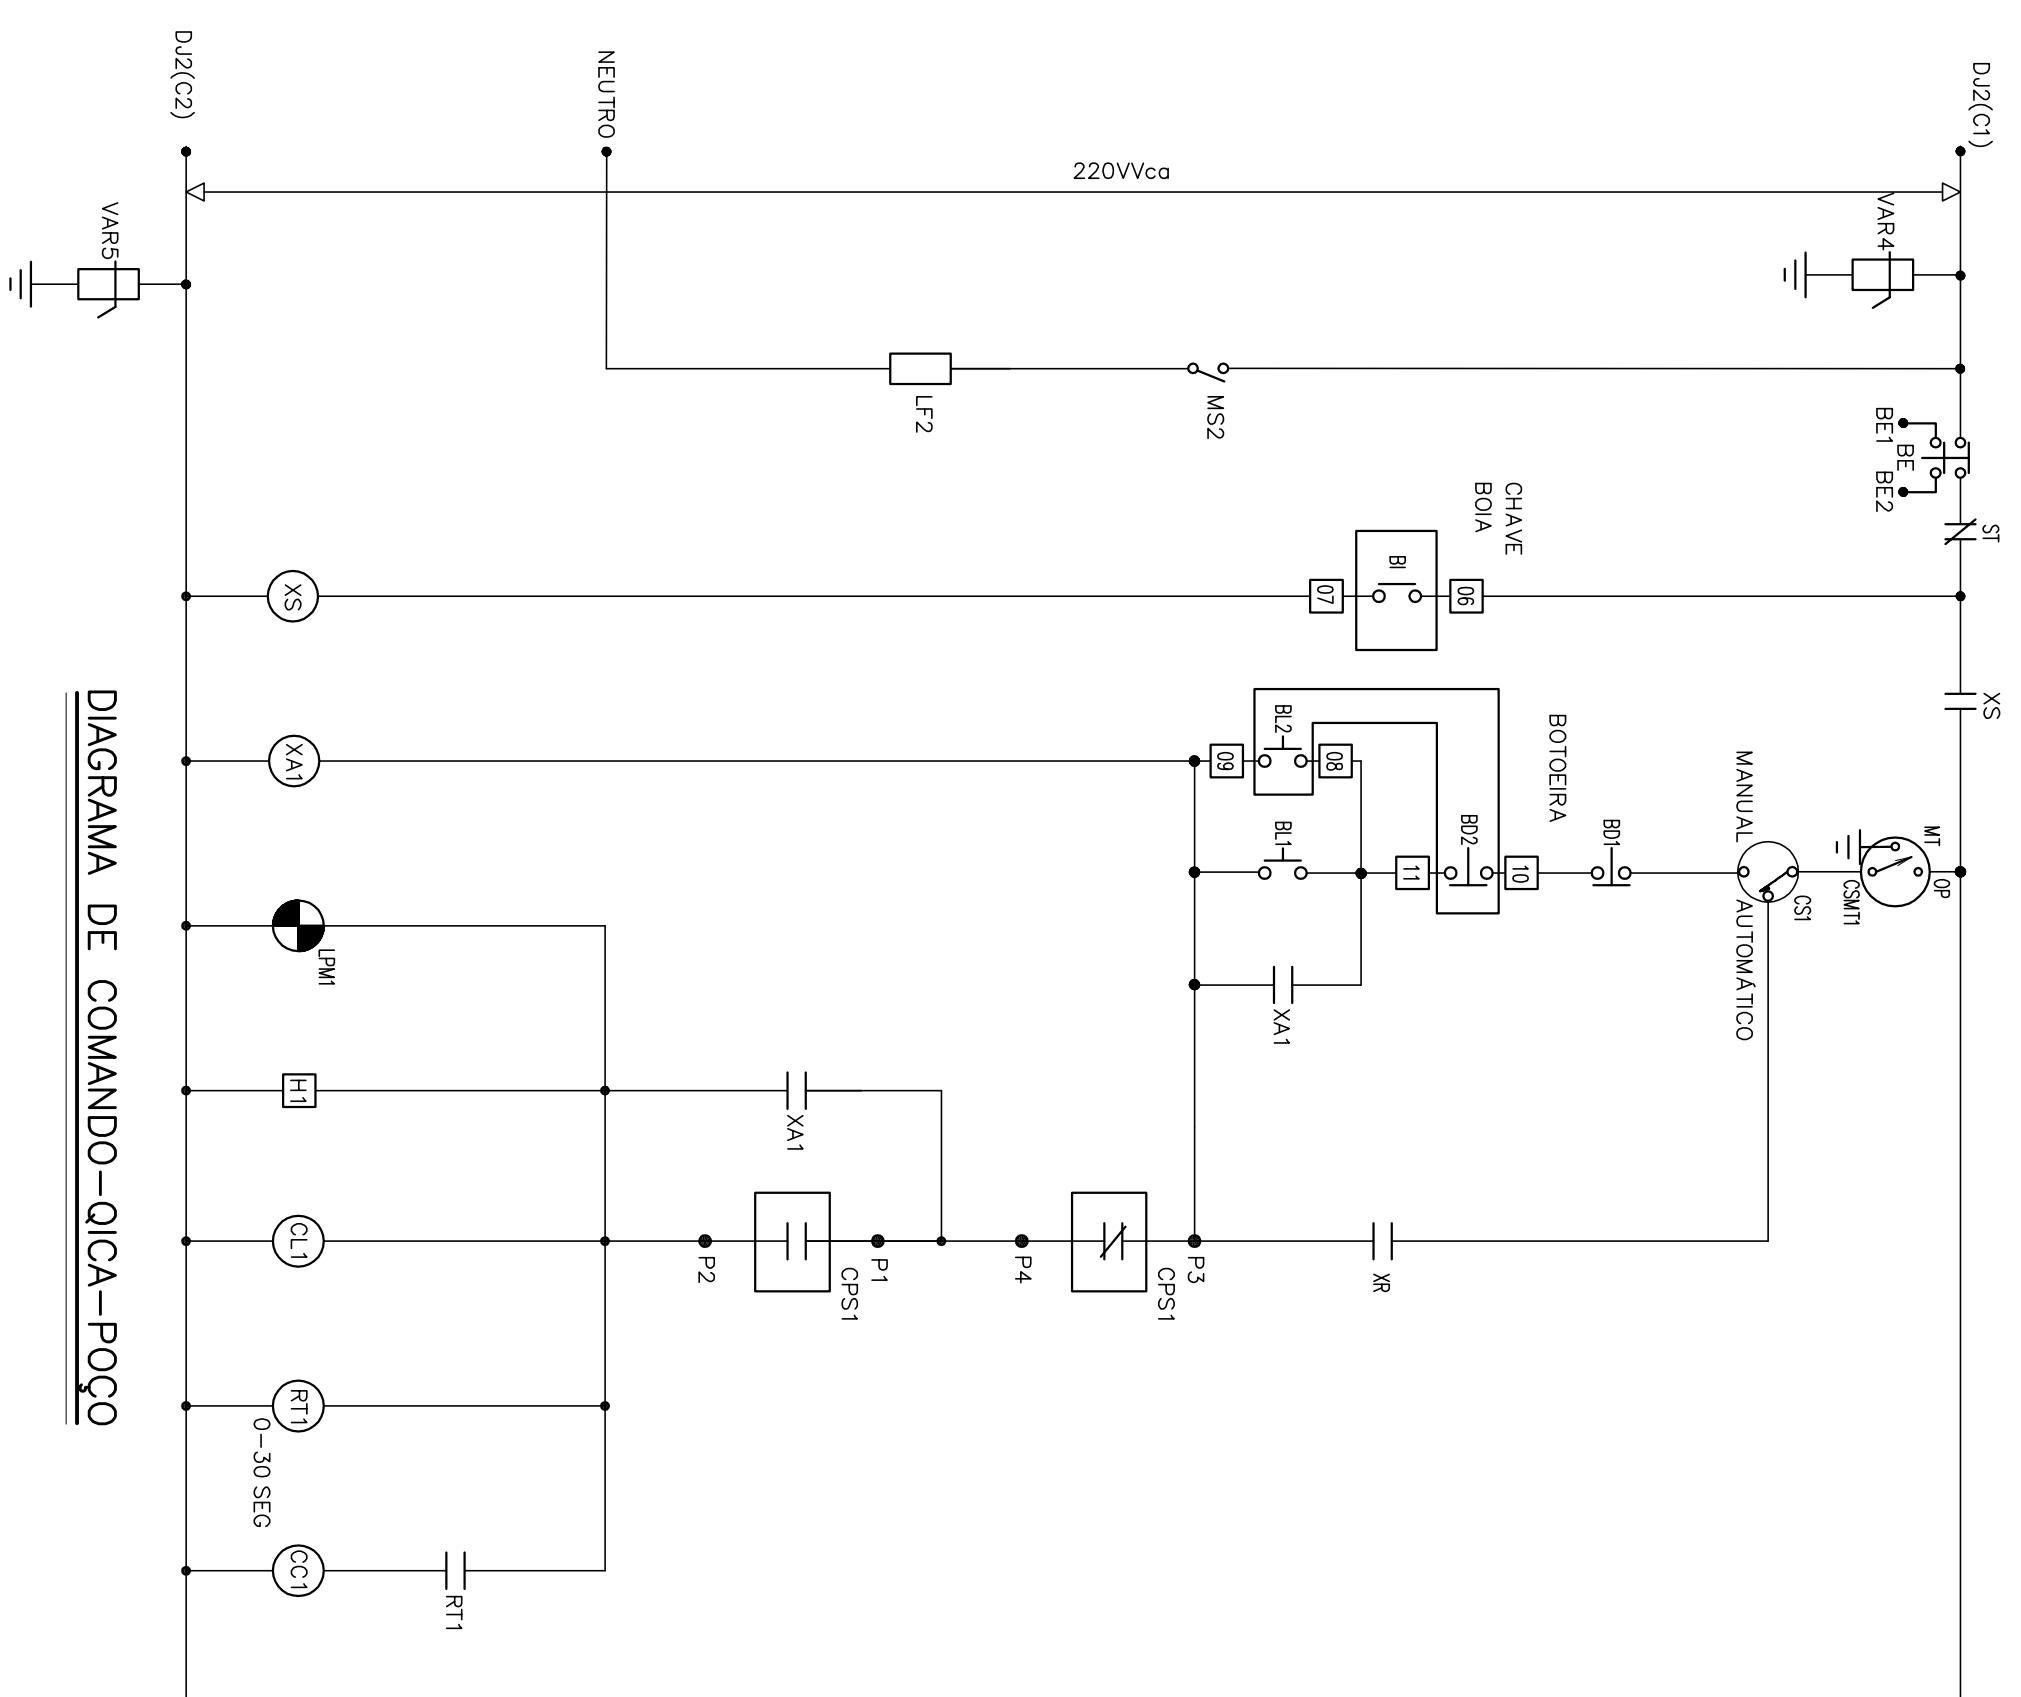 DJ2(C1)
220VVca
VAR4
NEUTRO
DJ2(C2)
VAR5
MS2
LF2
BE1
BE
BE2
ST
CHAVE
BOIA
BI
06
07
XS
XS
MT
OP
CSMT1
MANUAL
CS1
AUTOMÁTICO
BOTOEIRA
BD1
10
BD2
11
BL2
08
09
BL1
XA1
XA1
LPM1
XR
P3
CPS1
P4
P1
CPS1
P2
XA1
H1
CL1
RT1
0-30 SEG
RT1
CC1
DIAGRAMA DE COMANDO-QICA-POÇO